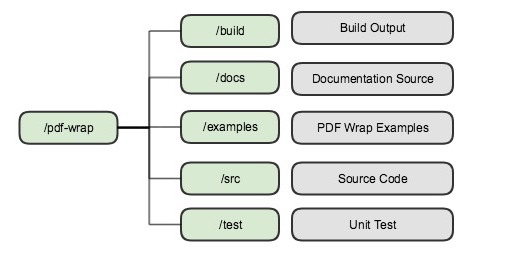 /build
Build Output
/docs
Documentation Source
/pdf-wrap
/examples
PDF Wrap Examples
/src
Source Code
/test
Unit Test